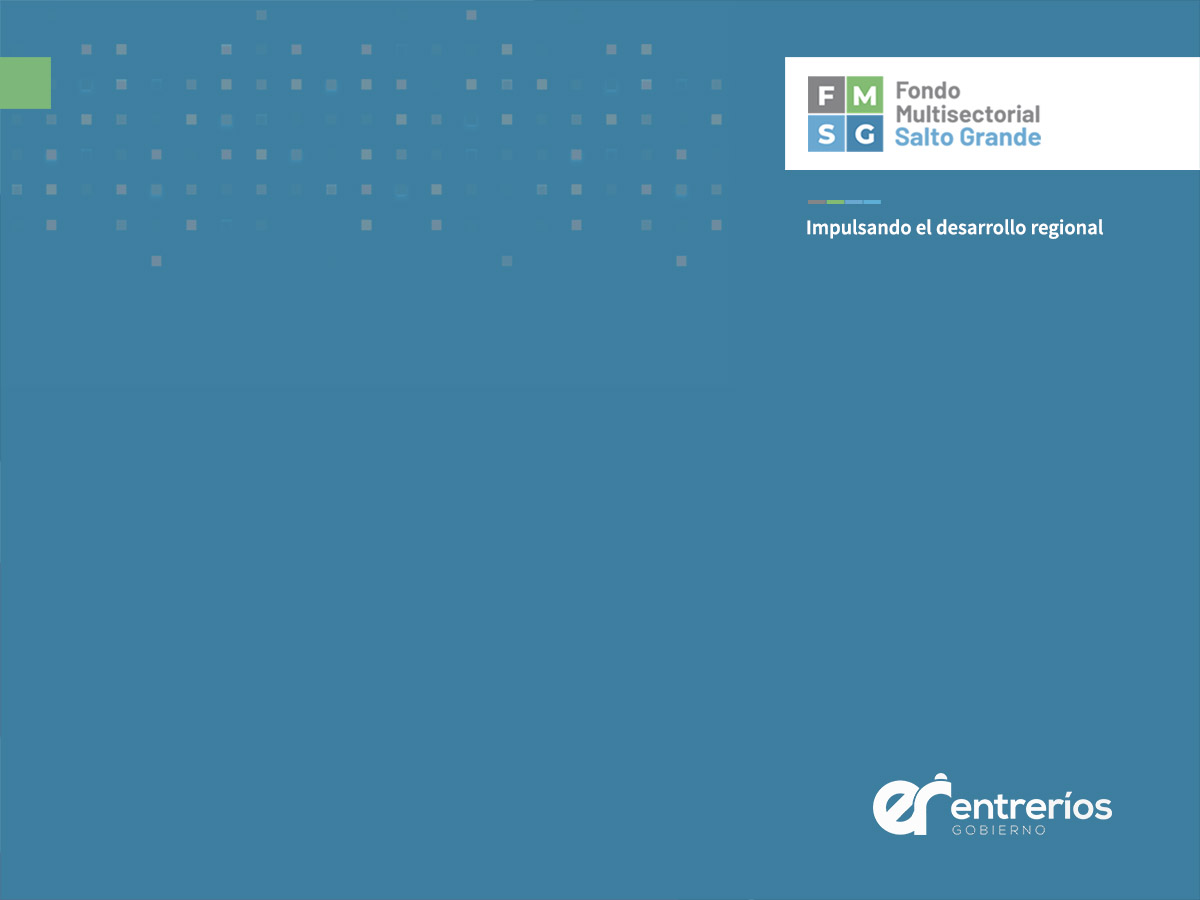 F M
S G
Fondo
Multisectorial
Salto Grande
Impulsando el desarrollo regional
er entreríos
GOBIERNO